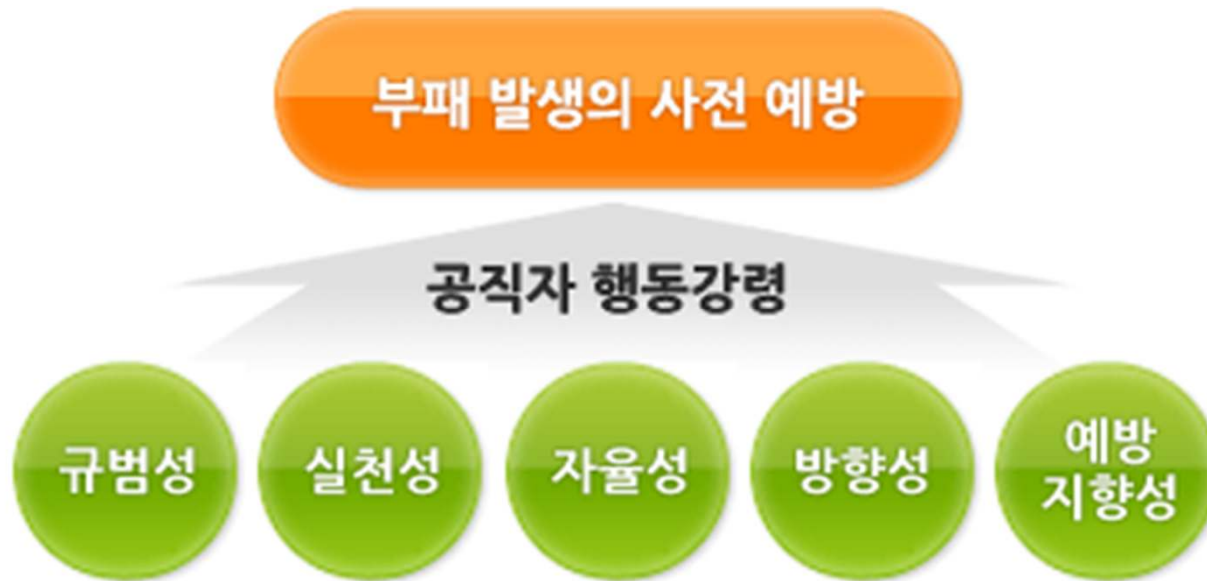 부패 발생의 사전 예방
공직자 행동강령
규범성
실천성
자율성
방향성
예방
지향성